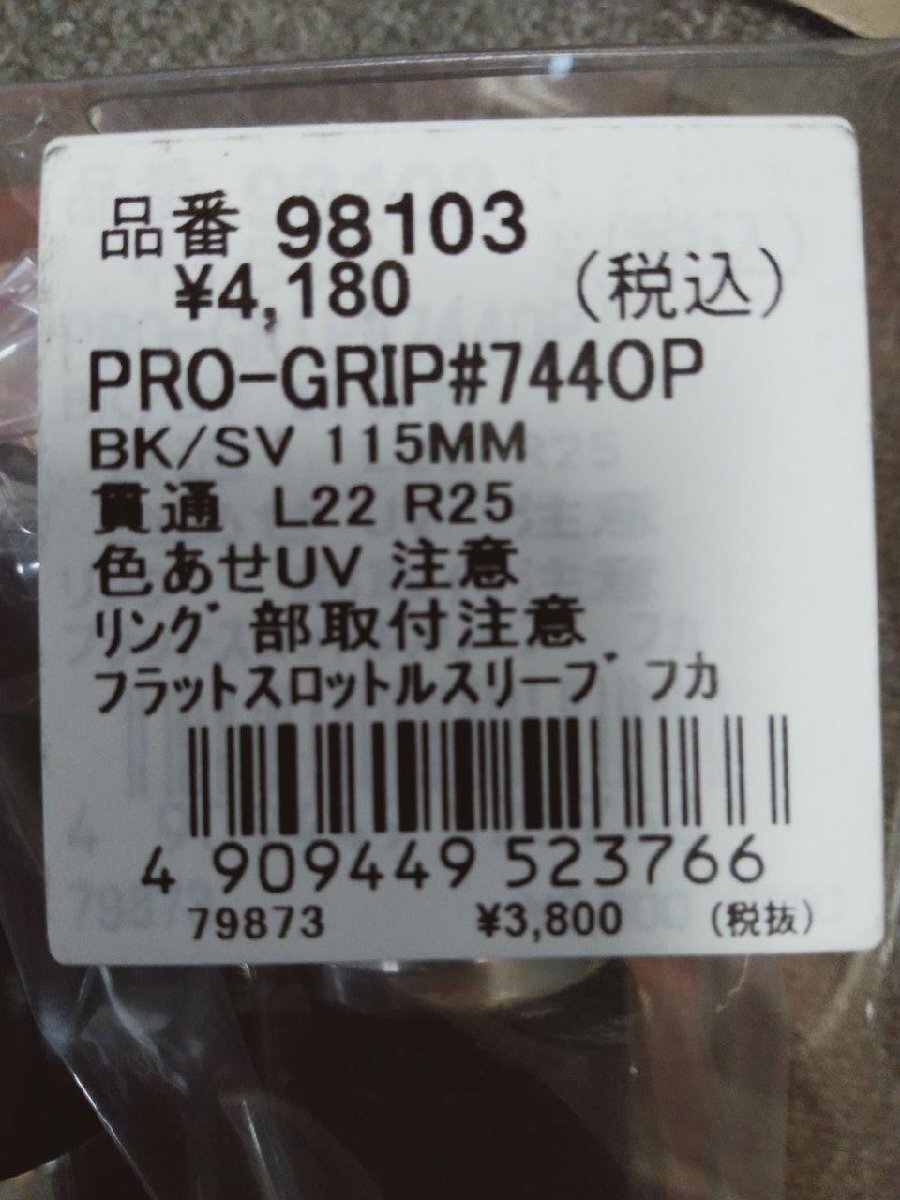 品番 98103
¥4,180 (税込)
PRO-GRIP#744OP
BK/SV 115MM
貫通 L22 R25
色あせUV 注意
リング 部取付注意
フラットスロットルスリーブ フカ
4 909449 523766
79873 ¥3,800 (税抜)